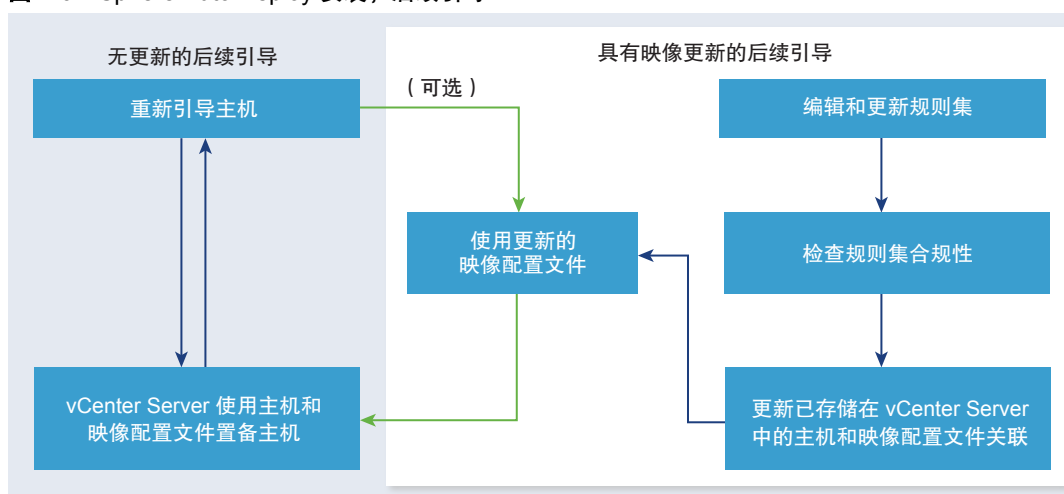 无更新的后续引导
具有映像更新的后续引导
重新引导主机
（可选）
编辑和更新规则集
使用更新的
映像配置文件
检查规则集合规性
vCenter Server 使用主机和
映像配置文件置备主机
更新已存储在 vCenter Server
中的主机和映像配置文件关联